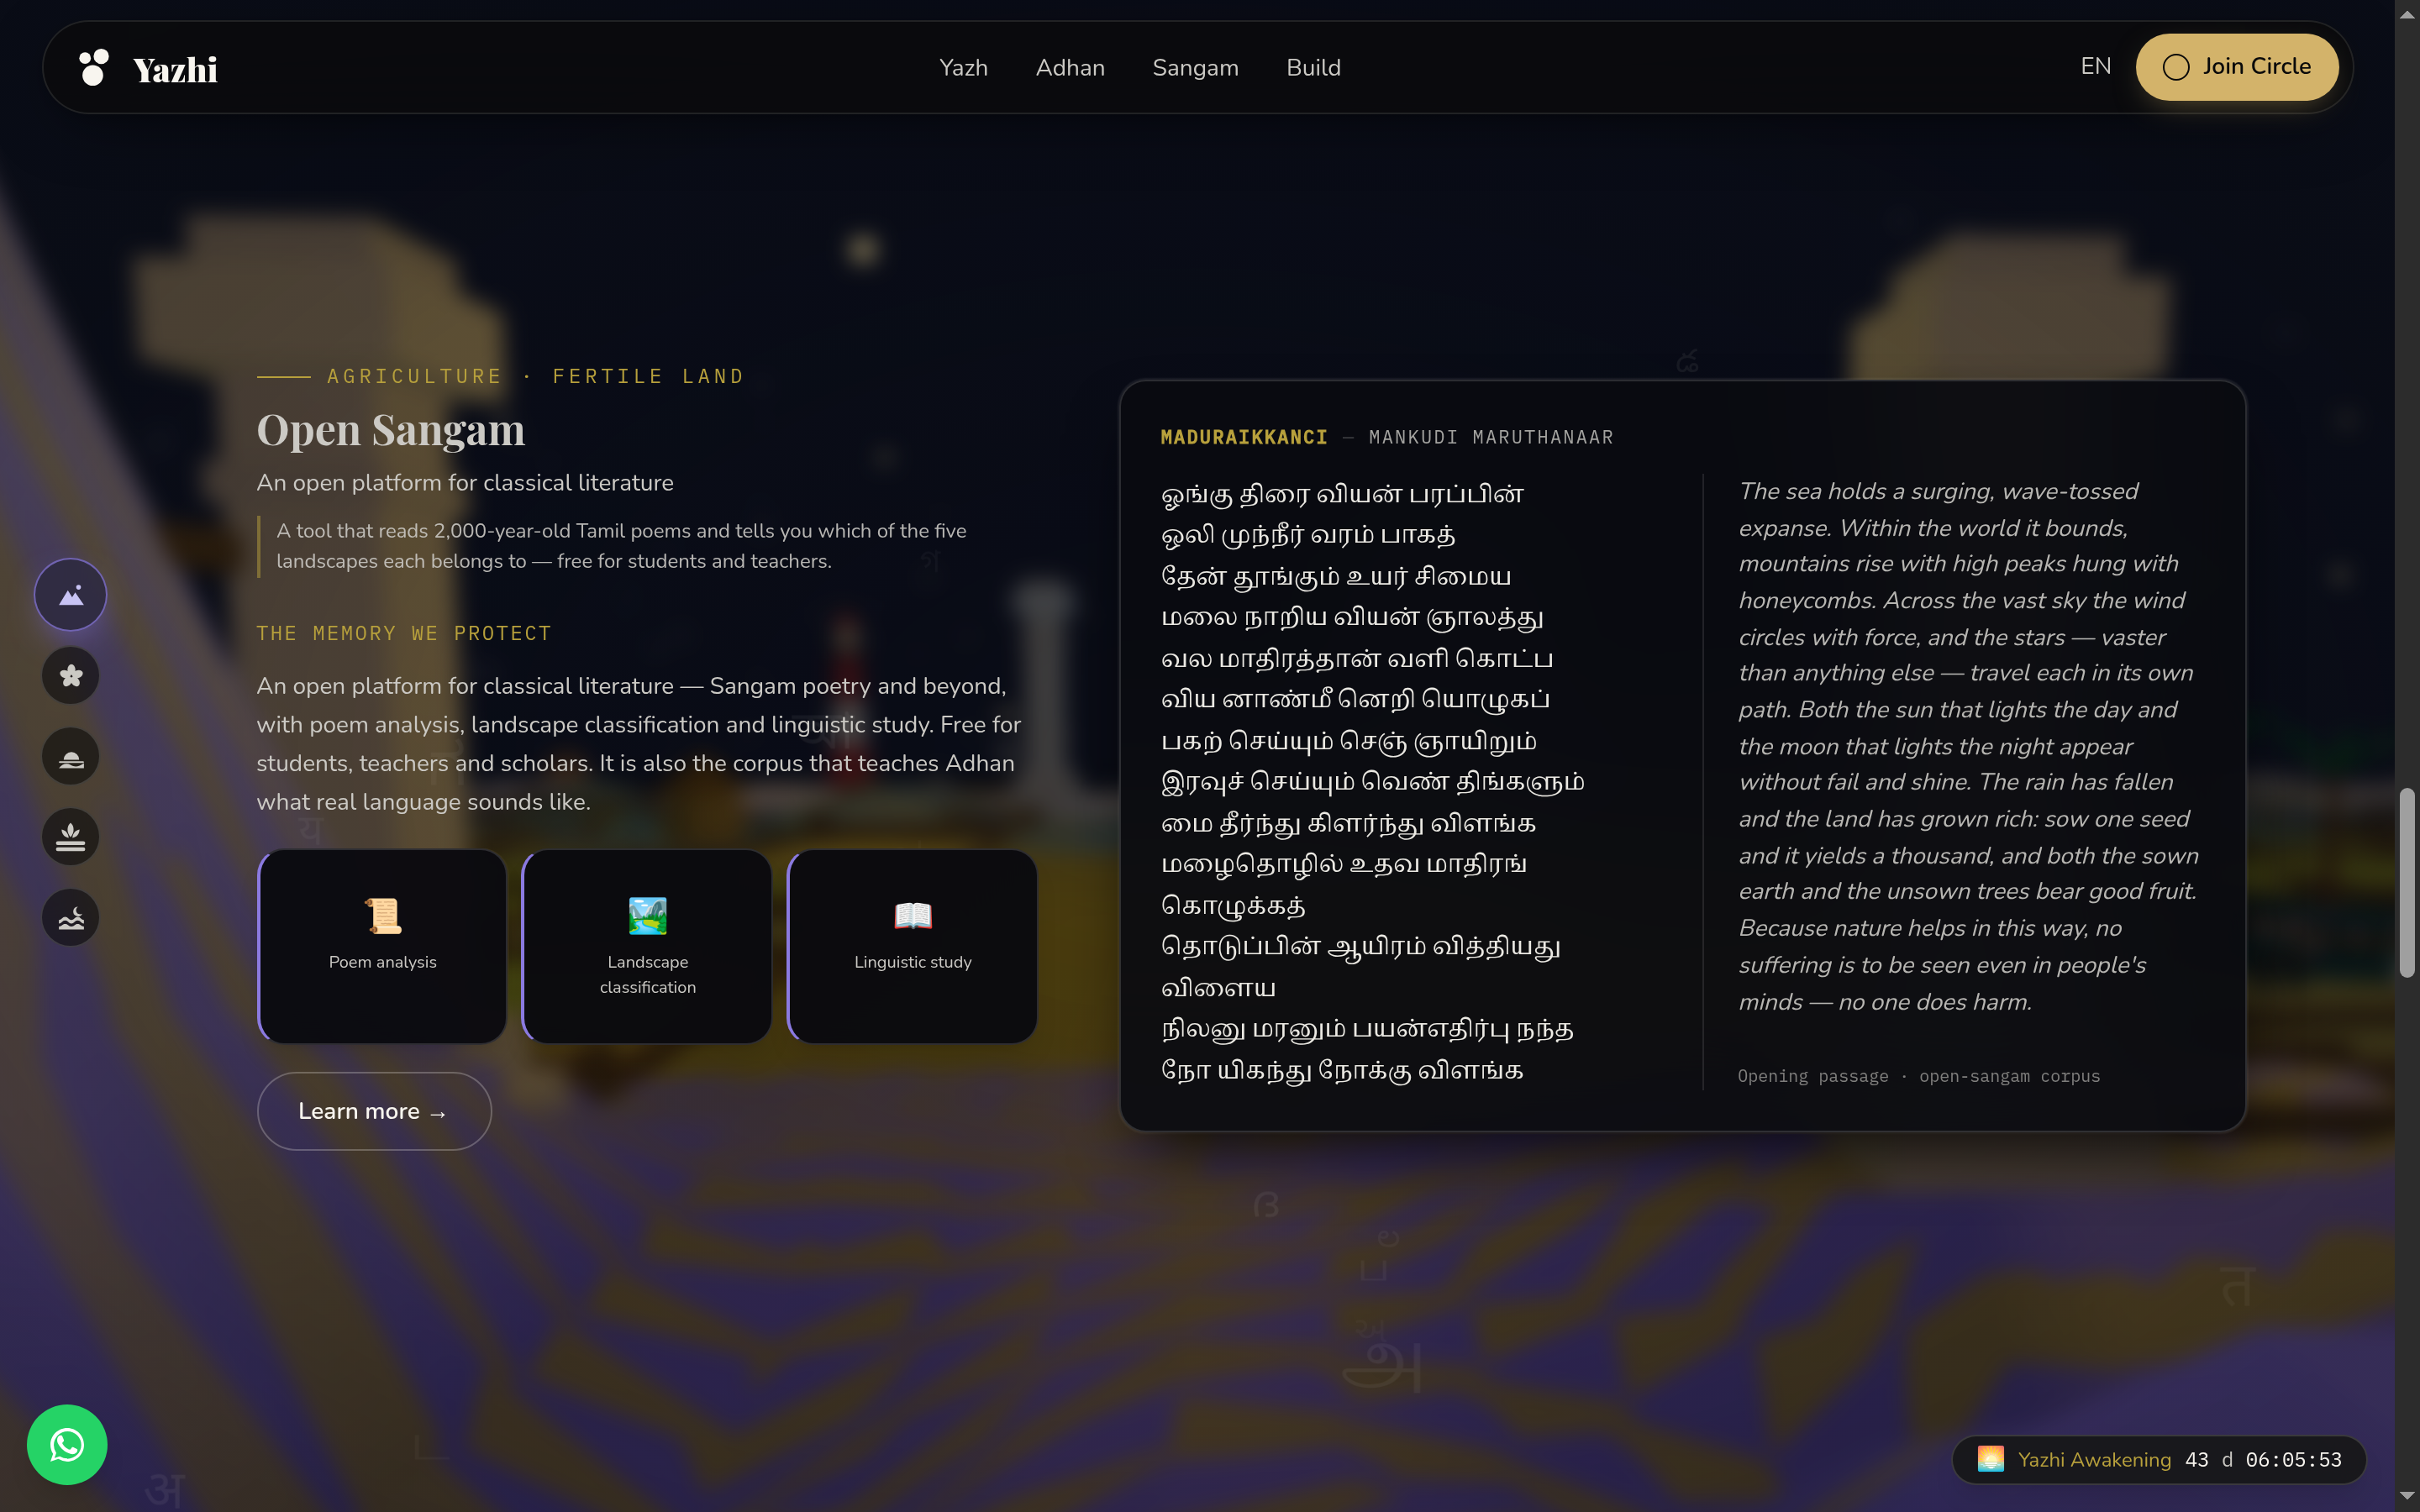 Yazhi
Yazh
Adhan
Sangam
Build
EN
Join Circle
AGRICULTURE · FERTILE LAND
Open Sangam
An open platform for classical literature
A tool that reads 2,000-year-old Tamil poems and tells you which of the five
landscapes each belongs to — free for students and teachers.
THE MEMORY WE PROTECT
An open platform for classical literature — Sangam poetry and beyond,
with poem analysis, landscape classification and linguistic study. Free for
students, teachers and scholars. It is also the corpus that teaches Adhan
what real language sounds like.
Poem analysis
Landscape
classification
Linguistic study
Learn more →
MADURAIKKANCI — MANKUDI MARUTHANAAR
ஓங்கு திரை வியன் பரப்பின்
ஒலி முந்நீர் வரம் பாகத்
தேன் தூங்கும் உயர் சிமைய
மலை நாறிய வியன் ஞாலத்து
வல மாதிரத்தான் வளி கொட்ப
விய னாண்மீ னெறி யொழுகப்
பகற் செய்யும் செஞ் ஞாயிறும்
இரவுச் செய்யும் வெண் திங்களும்
மை தீர்ந்து கிளர்ந்து விளங்க
மழைதொழில் உதவ மாதிரங்
கொழுக்கத்
தொடுப்பின் ஆயிரம் வித்தியது
விளைய
நிலனு மரனும் பயன்எதிர்பு நந்த
நோ யிகந்து நோக்கு விளங்க
The sea holds a surging, wave-tossed
expanse. Within the world it bounds,
mountains rise with high peaks hung with
honeycombs. Across the vast sky the wind
circles with force, and the stars — vaster
than anything else — travel each in its own
path. Both the sun that lights the day and
the moon that lights the night appear
without fail and shine. The rain has fallen
and the land has grown rich: sow one seed
and it yields a thousand, and both the sown
earth and the unsown trees bear good fruit.
Because nature helps in this way, no
suffering is to be seen even in people's
minds — no one does harm.
Opening passage · open-sangam corpus
த
அ
त
अ
य
Yazhi Awakening 43 d 06:05:53